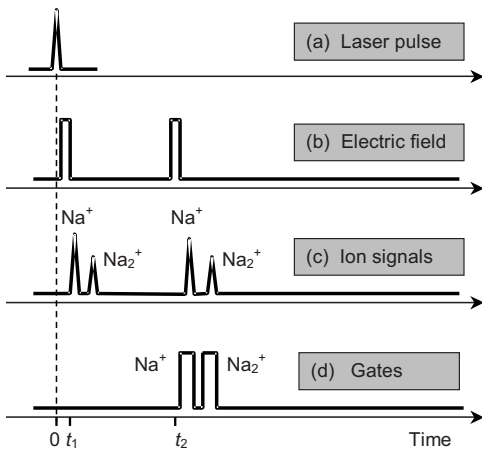 (a) Laser pulse
(b) Electric field
Na⁺ Na⁺
Na₂⁺ Na₂⁺
(c) Ion signals
Na⁺ Na₂⁺
(d) Gates
0 t₁ t₂ Time